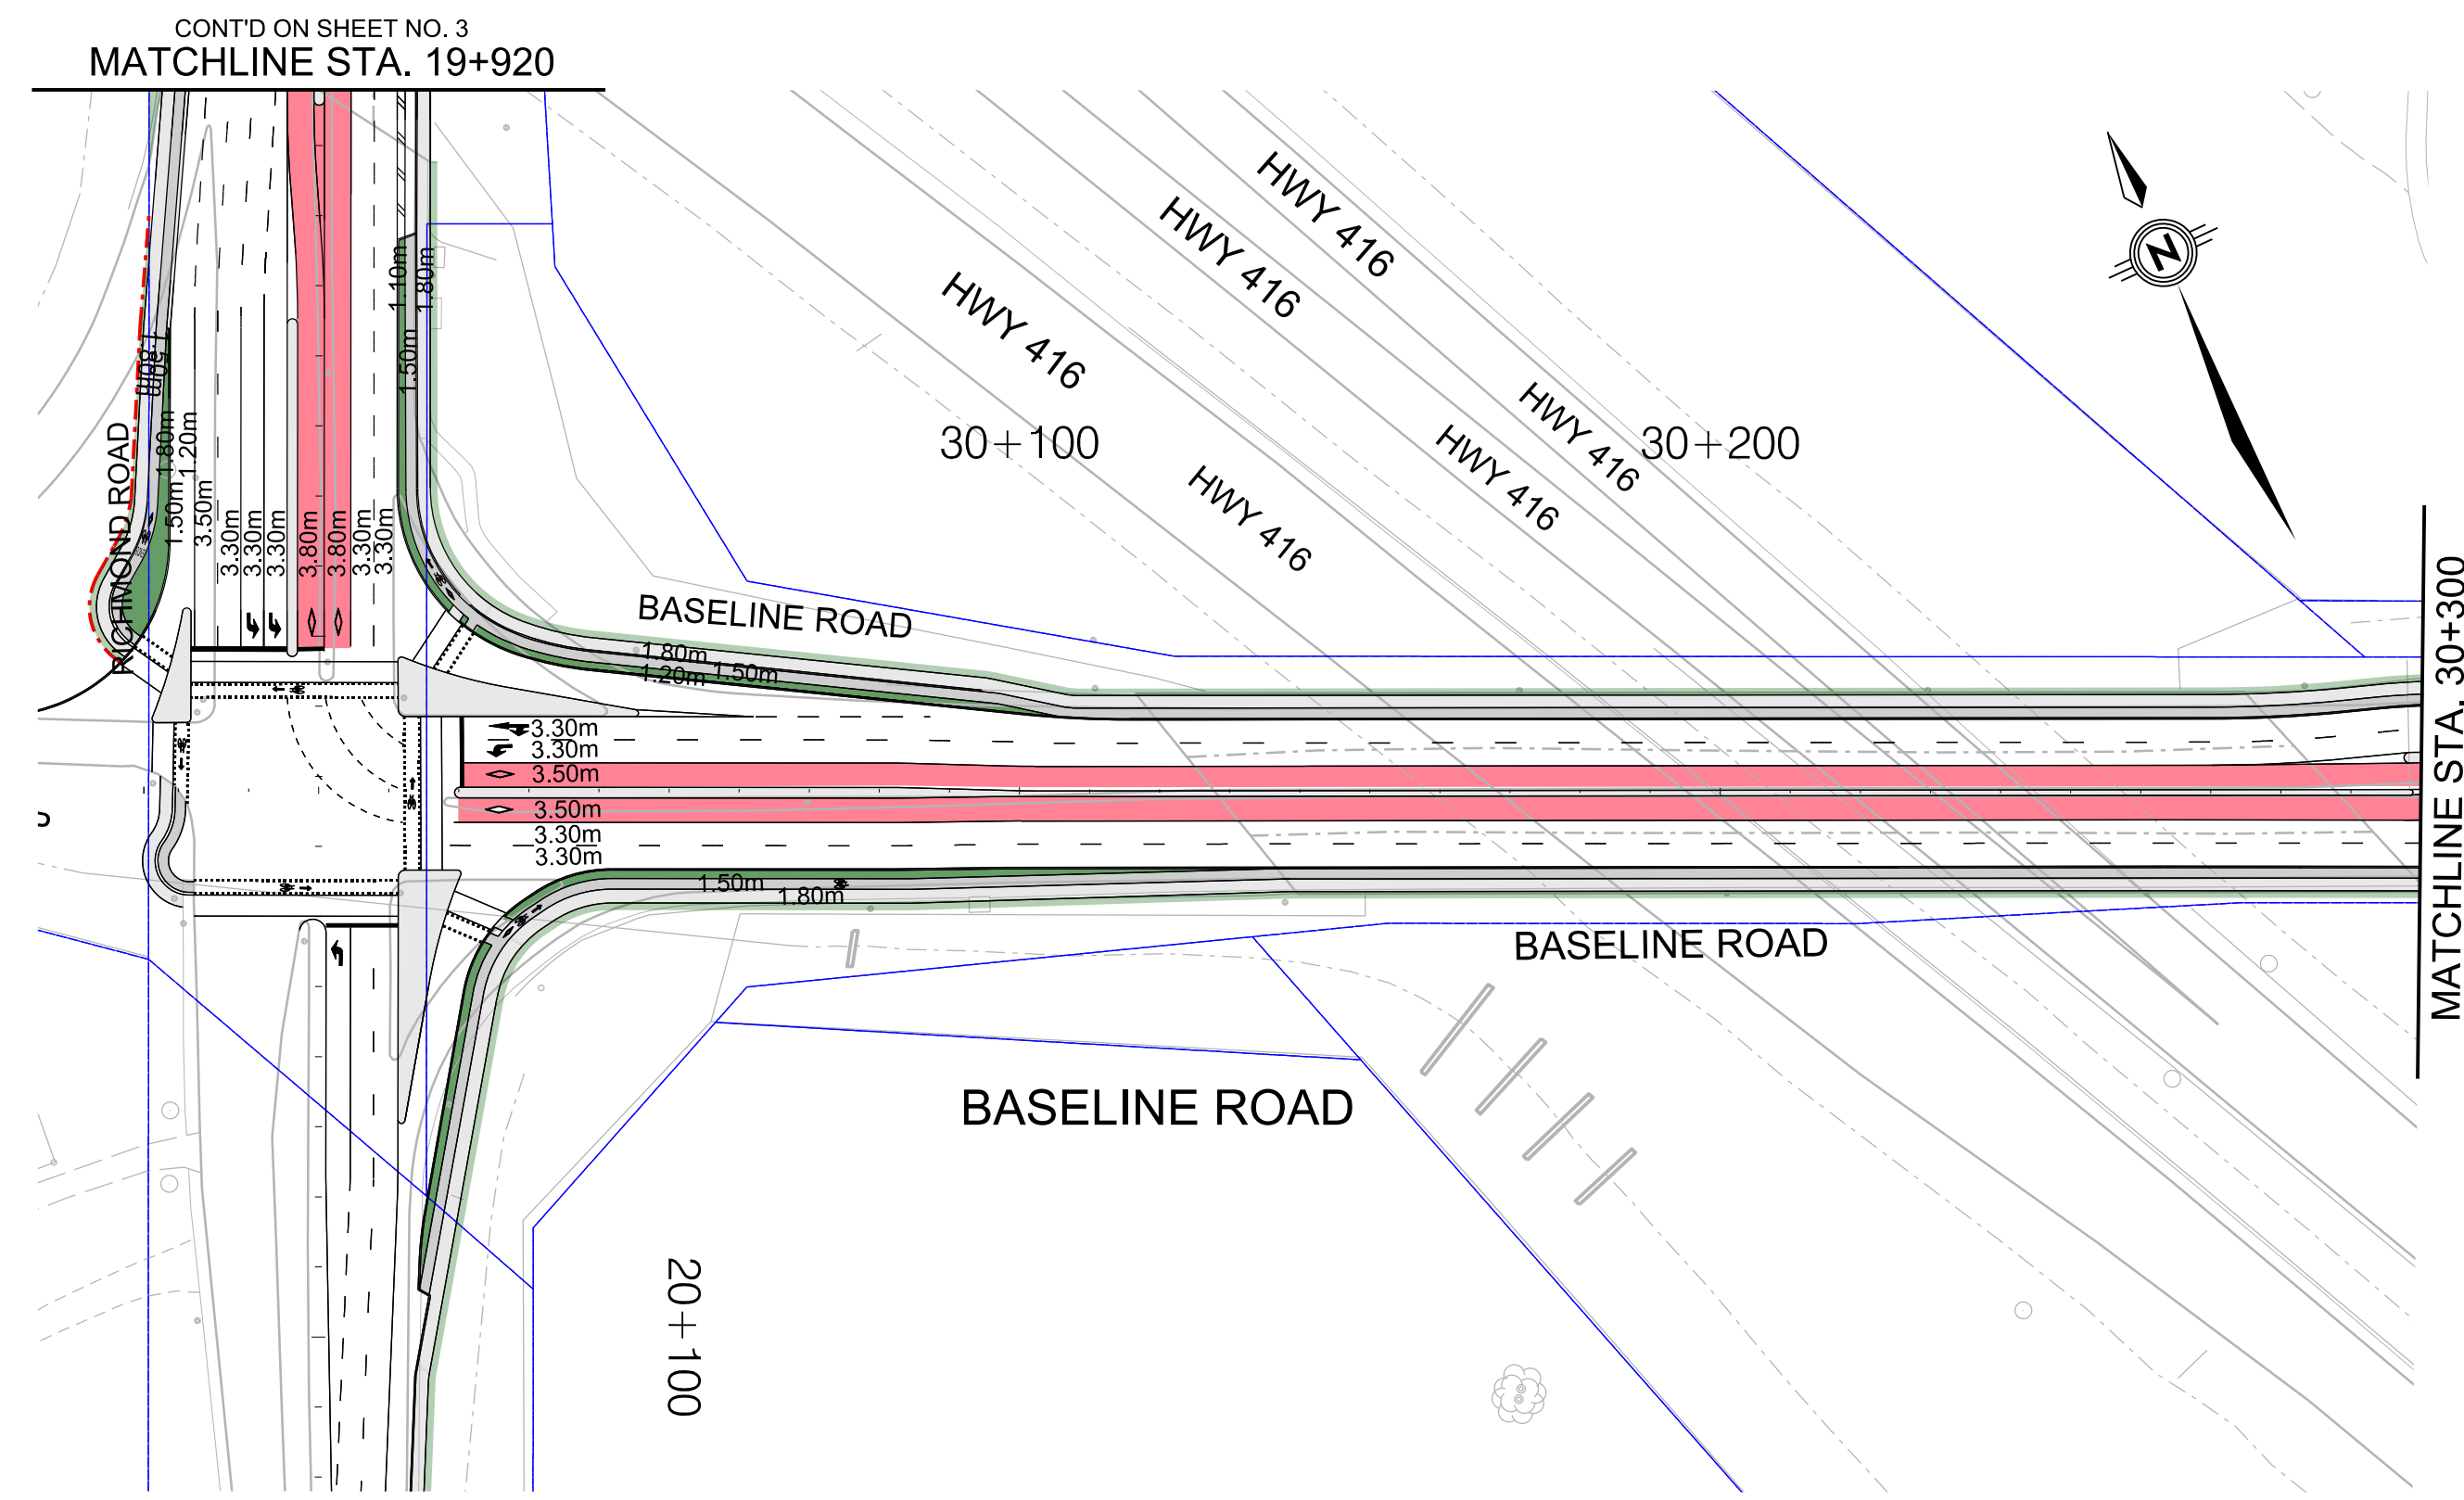 CONT'D ON SHEET NO. 3
MATCHLINE STA. 19+920
HWY 416
HWY 416
HWY 416
N
1.10m
1.80m
1.50m
1.50m
1.80m
RICHMOND ROAD
1.80m
1.20m
1.50m
3.50m
3.30m
3.30m
3.30m
3.80m
3.80m
3.30m
3.30m
30+100
30+200
HWY 416
HWY 416
HWY 416
MATCHLINE STA. 30+300
BASELINE ROAD
1.80m
1.20m
1.50m
3.30m
3.30m
3.50m
3.50m
3.30m
3.30m
1.50m
1.80m
BASELINE ROAD
BASELINE ROAD
20+100